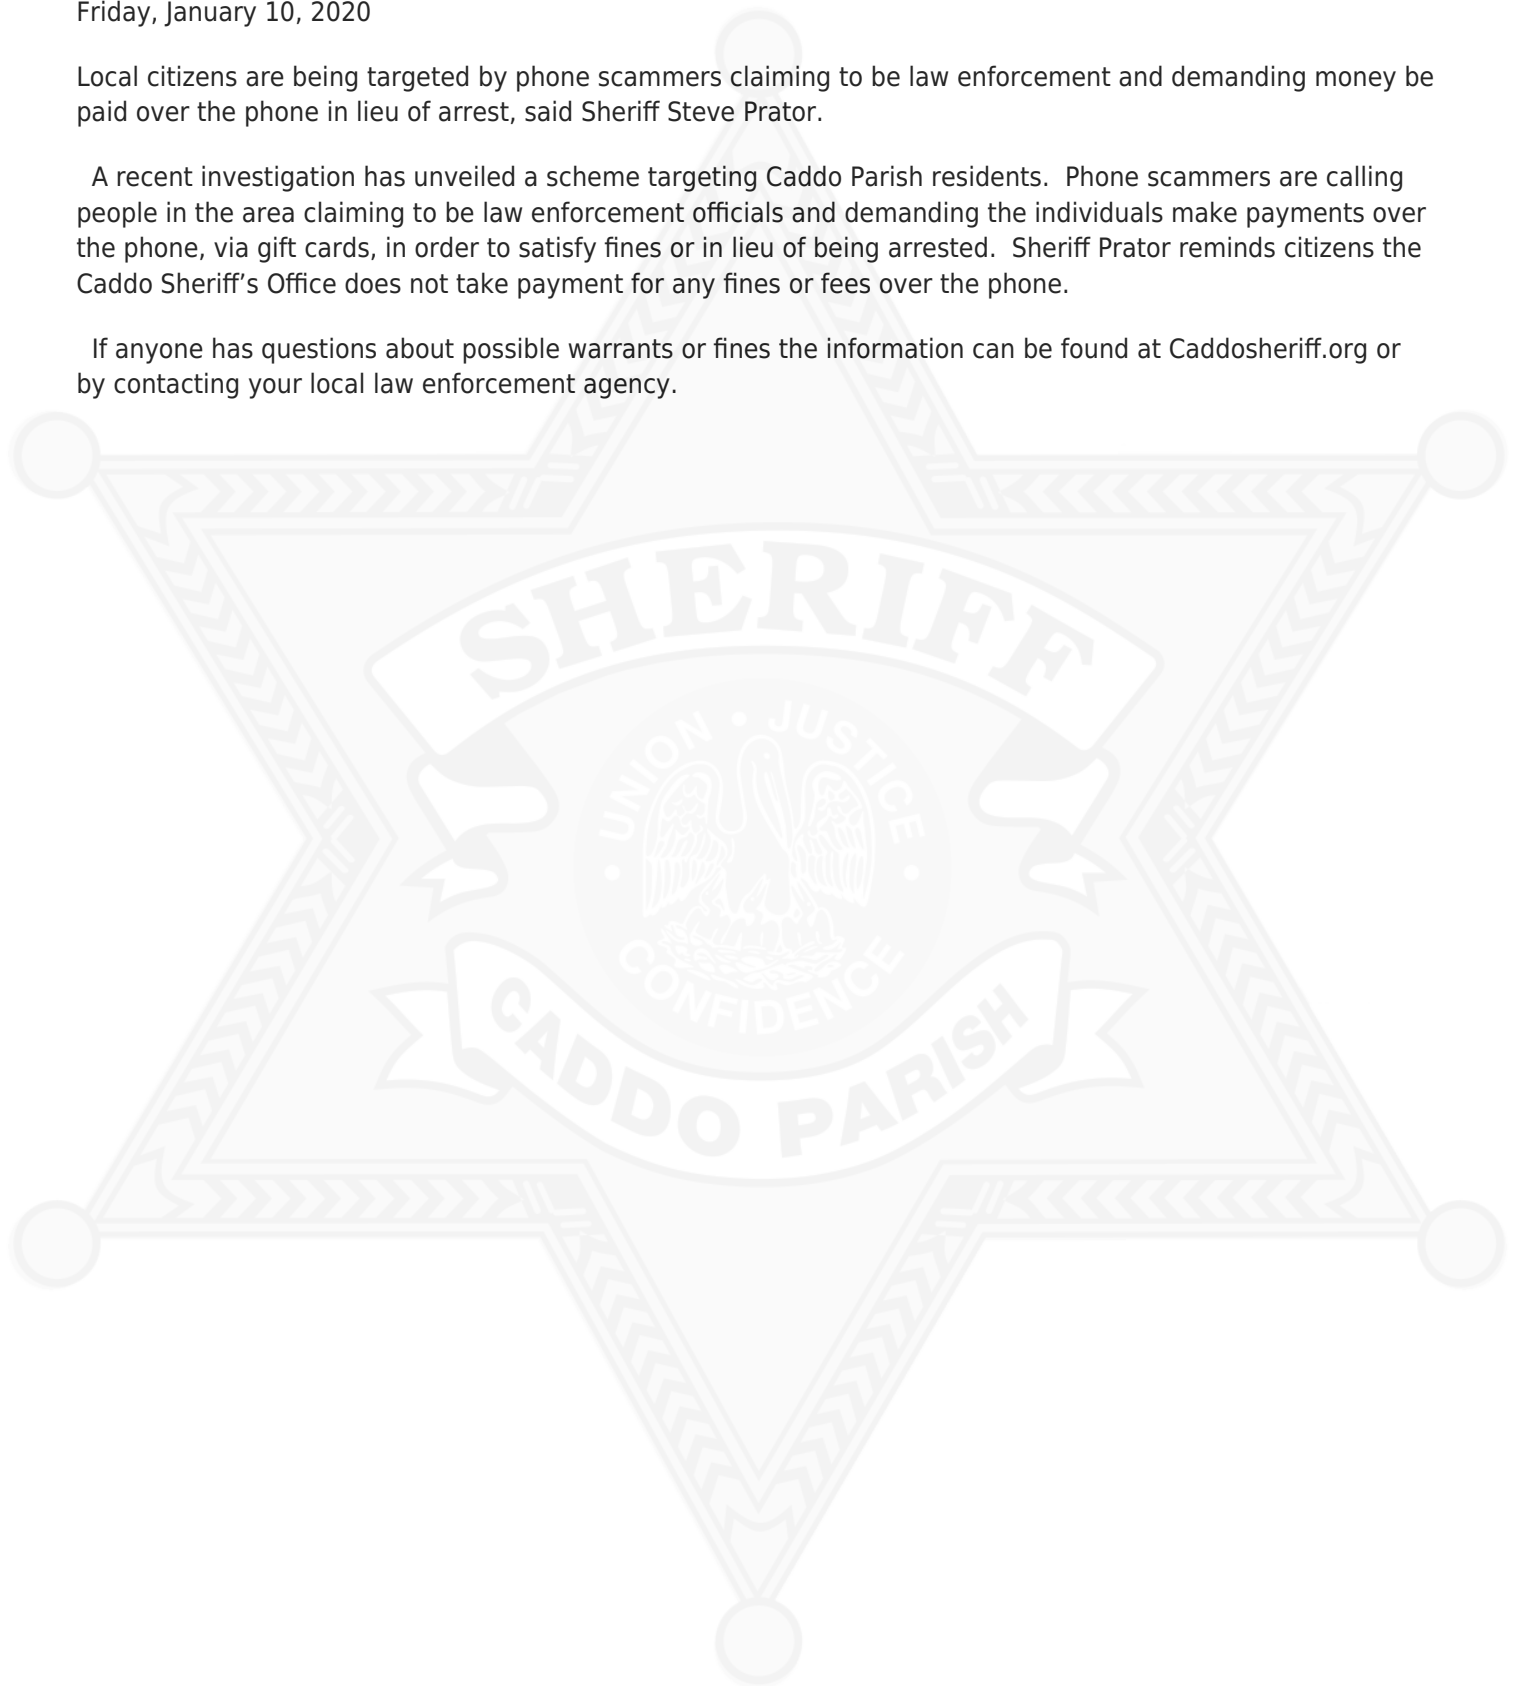 Friday, January 10, 2020
Local citizens are being targeted by phone scammers claiming to be law enforcement and demanding money be
paid over the phone in lieu of arrest, said Sheriff Steve Prator.
A recent investigation has unveiled a scheme targeting Caddo Parish residents.  Phone scammers are calling
people in the area claiming to be law enforcement officials and demanding the individuals make payments over
the phone, via gift cards, in order to satisfy fines or in lieu of being arrested.  Sheriff Prator reminds citizens the
Caddo Sheriff’s Office does not take payment for any fines or fees over the phone.
If anyone has questions about possible warrants or fines the information can be found at Caddosheriff.org or
by contacting your local law enforcement agency.
SHERIFF
UNION • JUSTICE •
• CONFIDENCE
CADDO PARISH